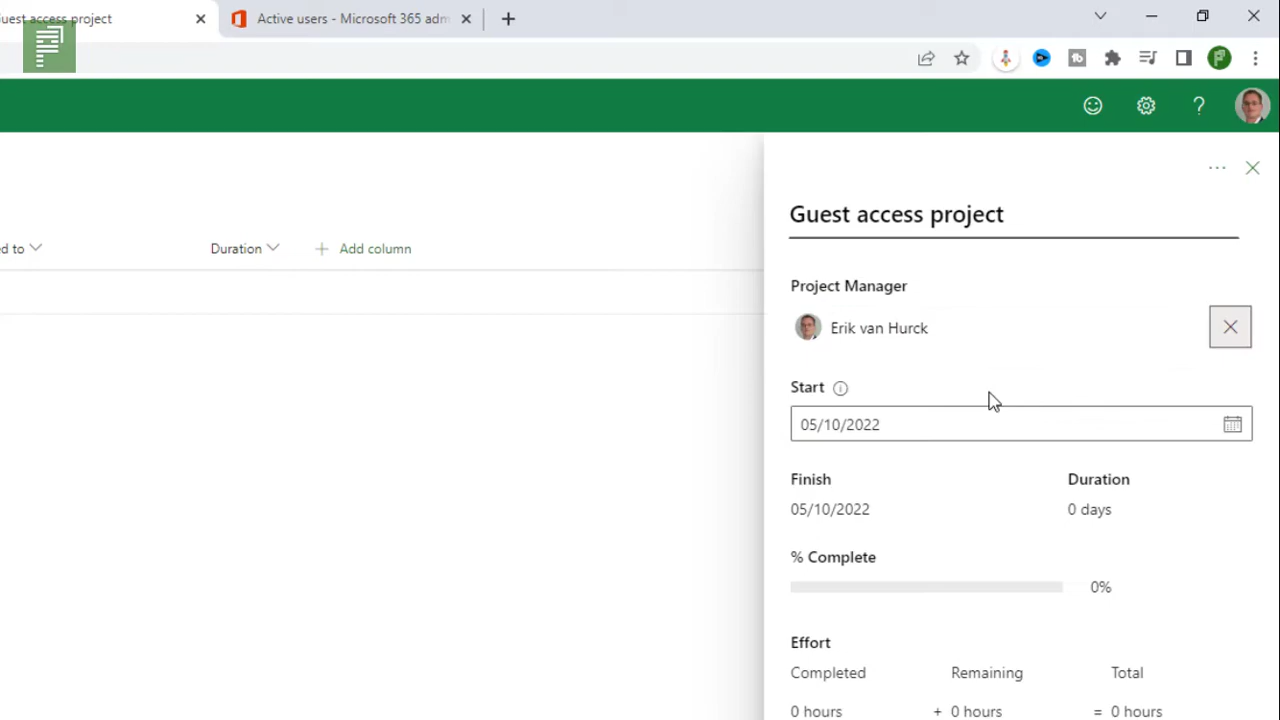 uest access project
Active users - Microsoft 365 adm
Guest access project
Project Manager
Erik van Hurck
ed to
Duration
Add column
Start
05/10/2022
Finish
Duration
05/10/2022
0 days
% Complete
0%
Effort
Completed
Remaining
Total
0 hours
+ 0 hours
= 0 hours